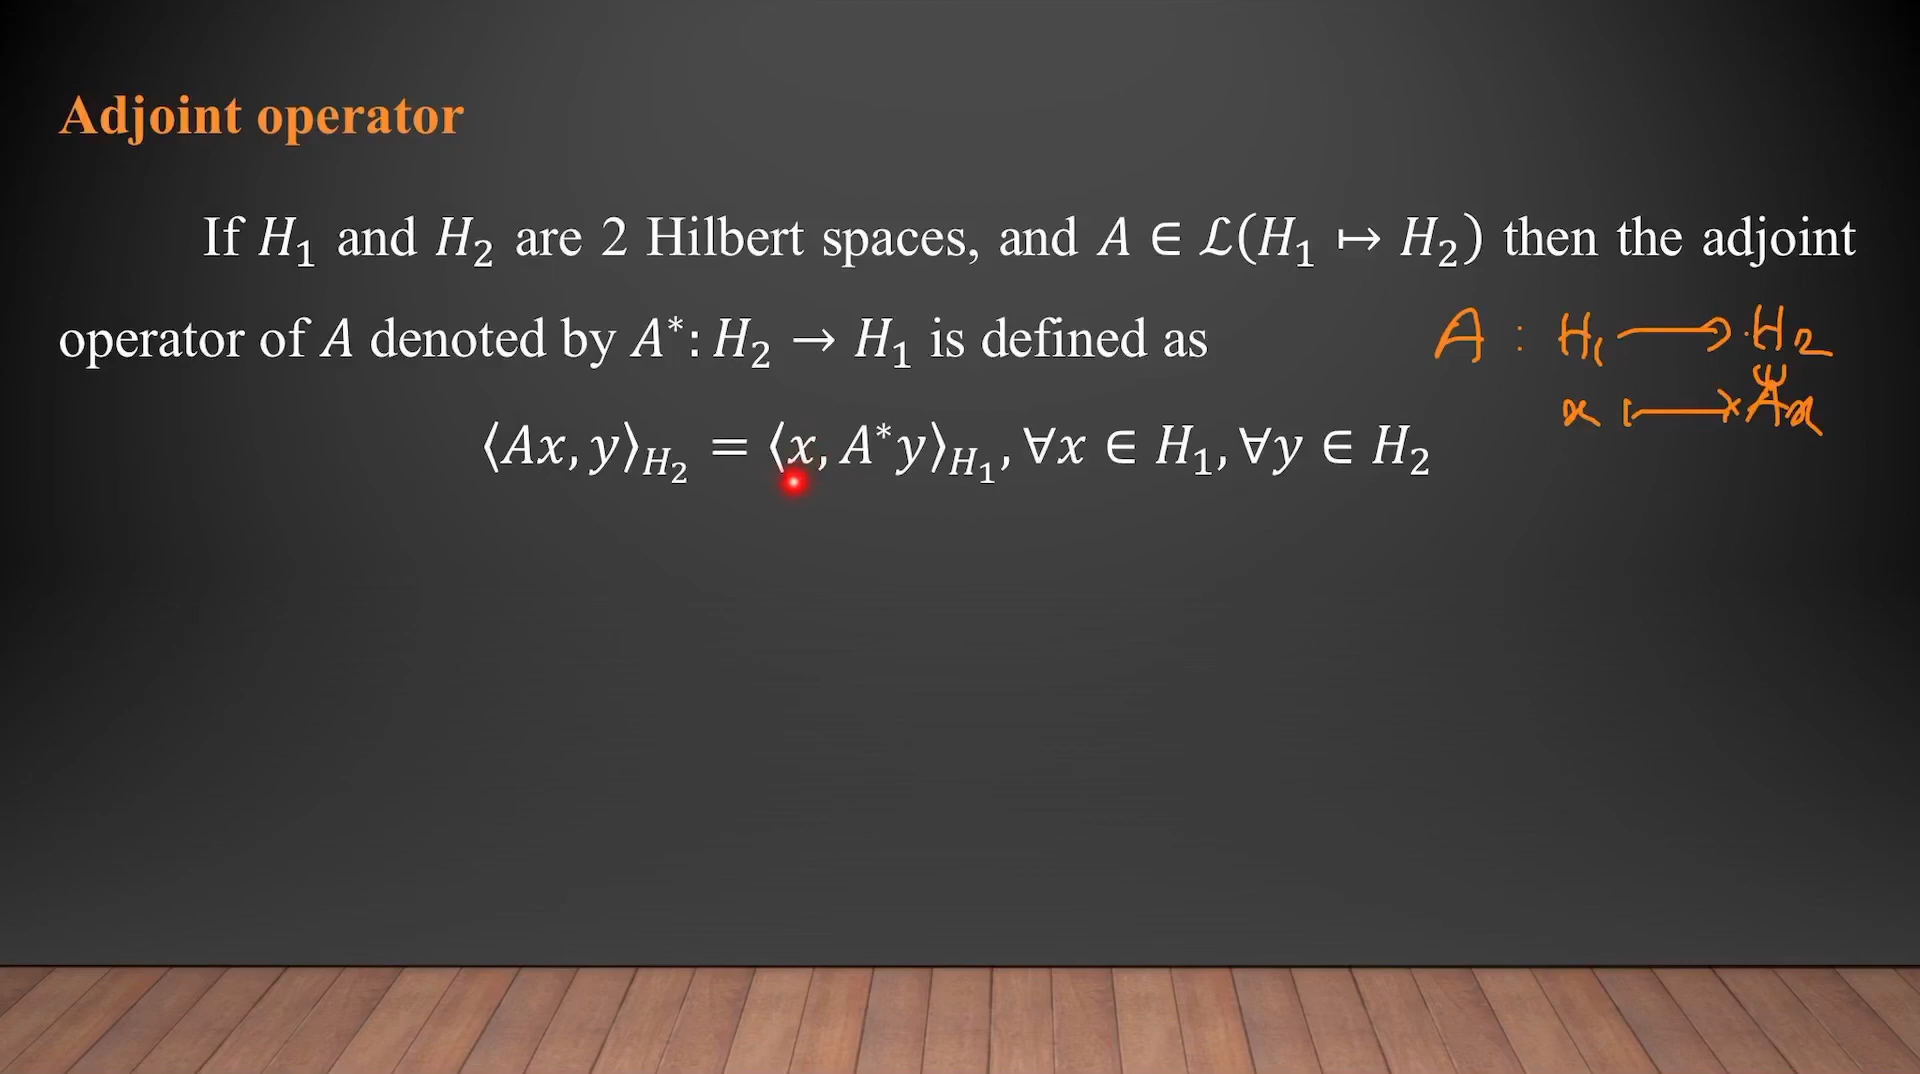 Adjoint operator
If H₁ and H₂ are 2 Hilbert spaces, and A ∈ ℒ(H₁ ↦ H₂) then the adjoint
operator of A denoted by A*: H₂ → H₁ is defined as
A : H₁ → H₂
x ↦ Ax
⟨Ax, y⟩_H₂ = ⟨x, A*y⟩_H₁, ∀x ∈ H₁, ∀y ∈ H₂